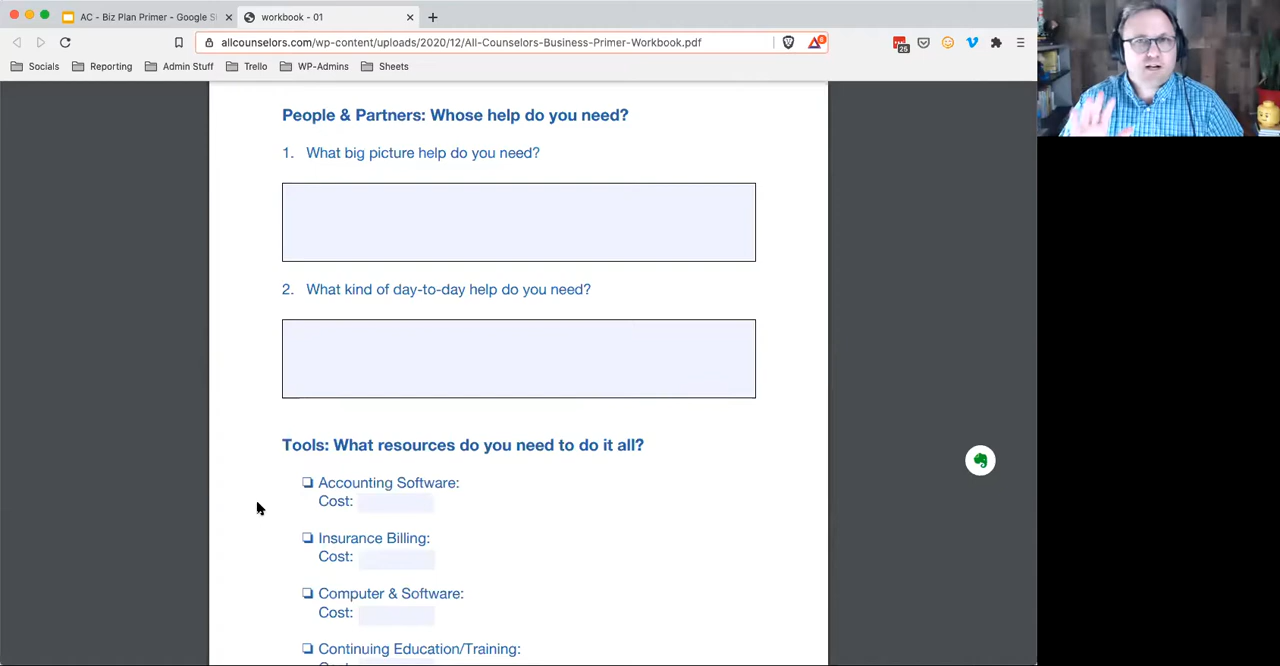 AC - Biz Plan Primer - Google Sl
workbook - 01
allcounselors.com/wp-content/uploads/2020/12/All-Counselors-Business-Primer-Workbook.pdf
6
25
Socials
Reporting
Admin Stuff
Trello
WP-Admins
Sheets
People & Partners: Whose help do you need?
1. What big picture help do you need?
2. What kind of day-to-day help do you need?
Tools: What resources do you need to do it all?
❏ Accounting Software:
Cost:
❏ Insurance Billing:
Cost:
❏ Computer & Software:
Cost:
❏ Continuing Education/Training:
Cost: